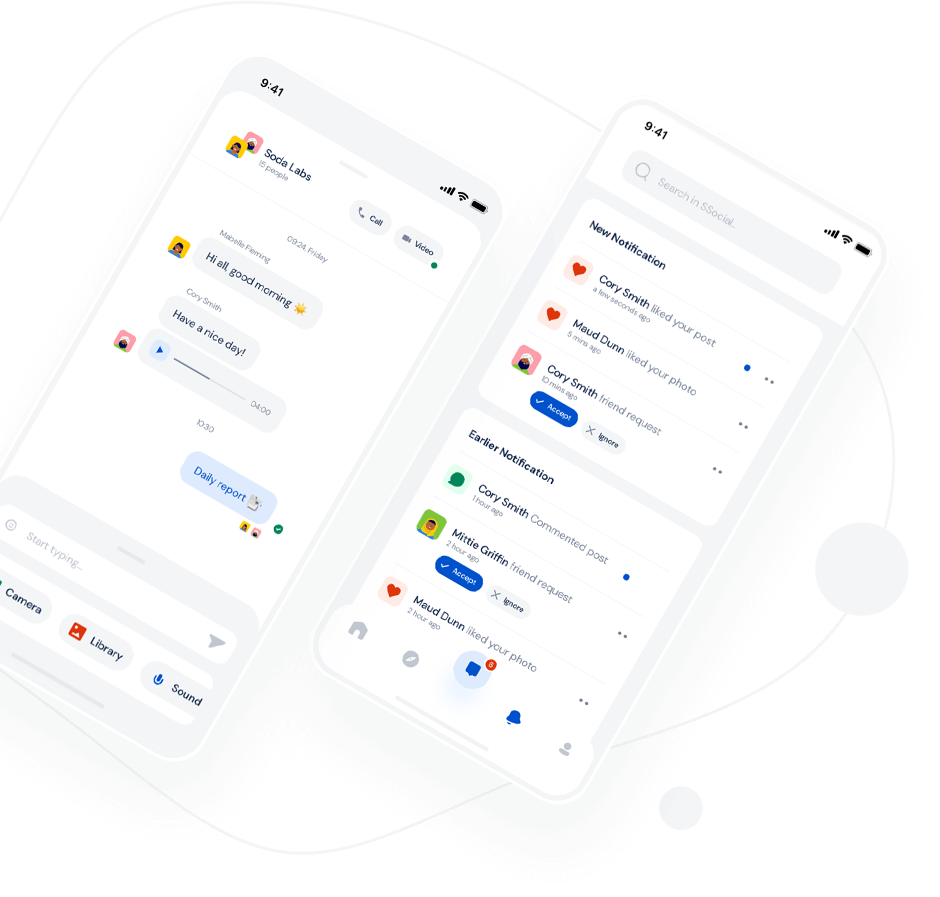 9:41
Soda Labs
15 people
Call
Video
09:24, Friday
Mazelle Fleming
Hi all, good morning ☀️
Cory Smith
Have a nice day!
04:00
10:30
Daily report
Start typing...
Camera
Library
Sound
9:41
Search in SSocial...
New Notification
Cory Smith liked your post
a few seconds ago
Maud Dunn liked your photo
5 mins ago
Cory Smith friend request
10 mins ago
Accept
Ignore
Earlier Notification
Cory Smith Commented post
1 hour ago
Mittie Griffin friend request
2 hour ago
Accept
Ignore
Maud Dunn liked your photo
2 hour ago